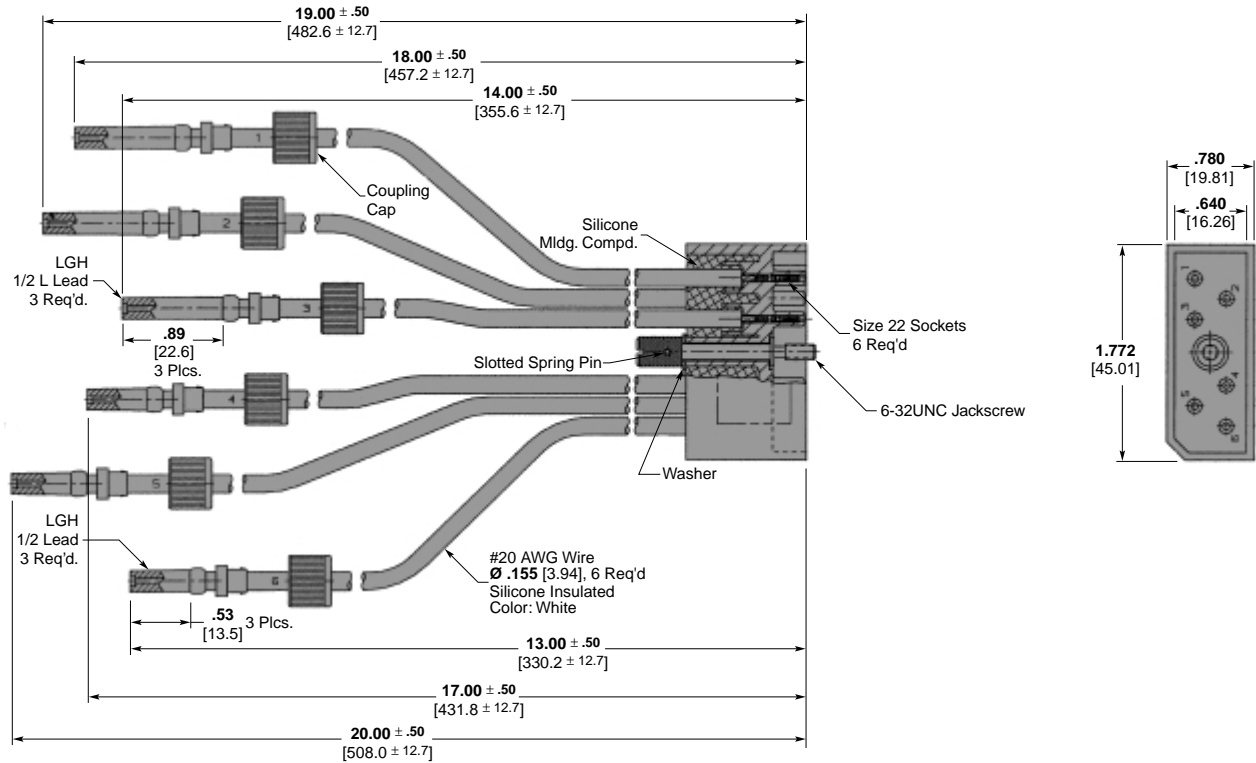 19.00 ± .50
[482.6 ± 12.7]
18.00 ± .50
[457.2 ± 12.7]
14.00 ± .50
[355.6 ± 12.7]
1
Coupling
Cap
2
Silicone
Mldg. Compd.
LGH
1/2 L Lead
3 Req'd.
3
.89
[22.6]
3 Plcs.
Slotted Spring Pin
Size 22 Sockets
6 Req'd
6-32UNC Jackscrew
4
Washer
5
LGH
1/2 Lead
3 Req'd.
6
#20 AWG Wire
Ø .155 [3.94], 6 Req'd
Silicone Insulated
Color: White
.53
[13.5]
3 Plcs.
13.00 ± .50
[330.2 ± 12.7]
17.00 ± .50
[431.8 ± 12.7]
20.00 ± .50
[508.0 ± 12.7]
.780
[19.81]
.640
[16.26]
1
2
3
1.772
[45.01]
4
5
6